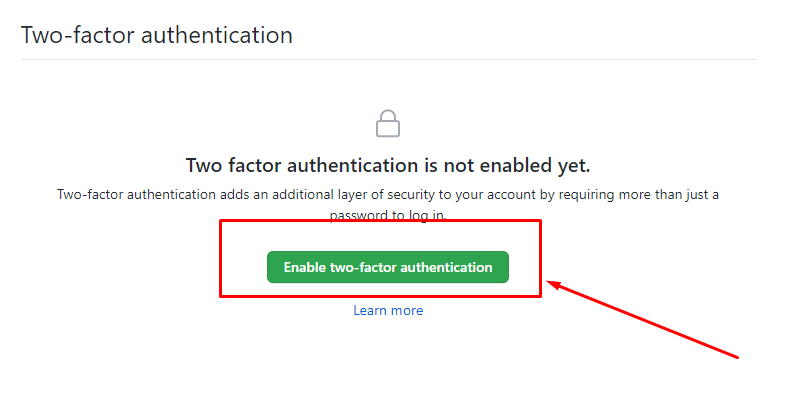 Two-factor authentication
Two factor authentication is not enabled yet.
Two-factor authentication adds an additional layer of security to your account by requiring more than just a
password to log in.
Enable two-factor authentication
Learn more